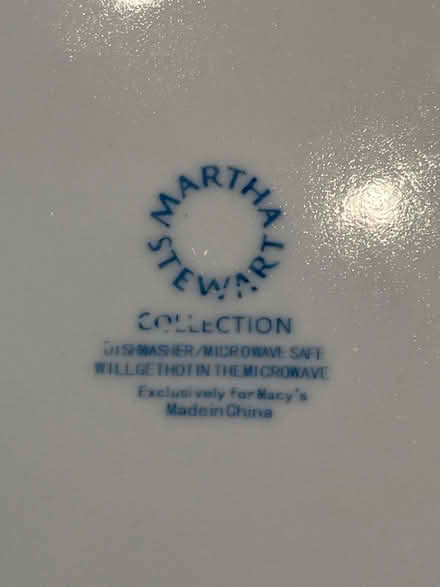 MARTHA
STEWART
COLLECTION
DISHWASHER/MICROWAVE SAFE
WILL GET HOT IN THE MICROWAVE
Exclusively for Macy's
Made in China